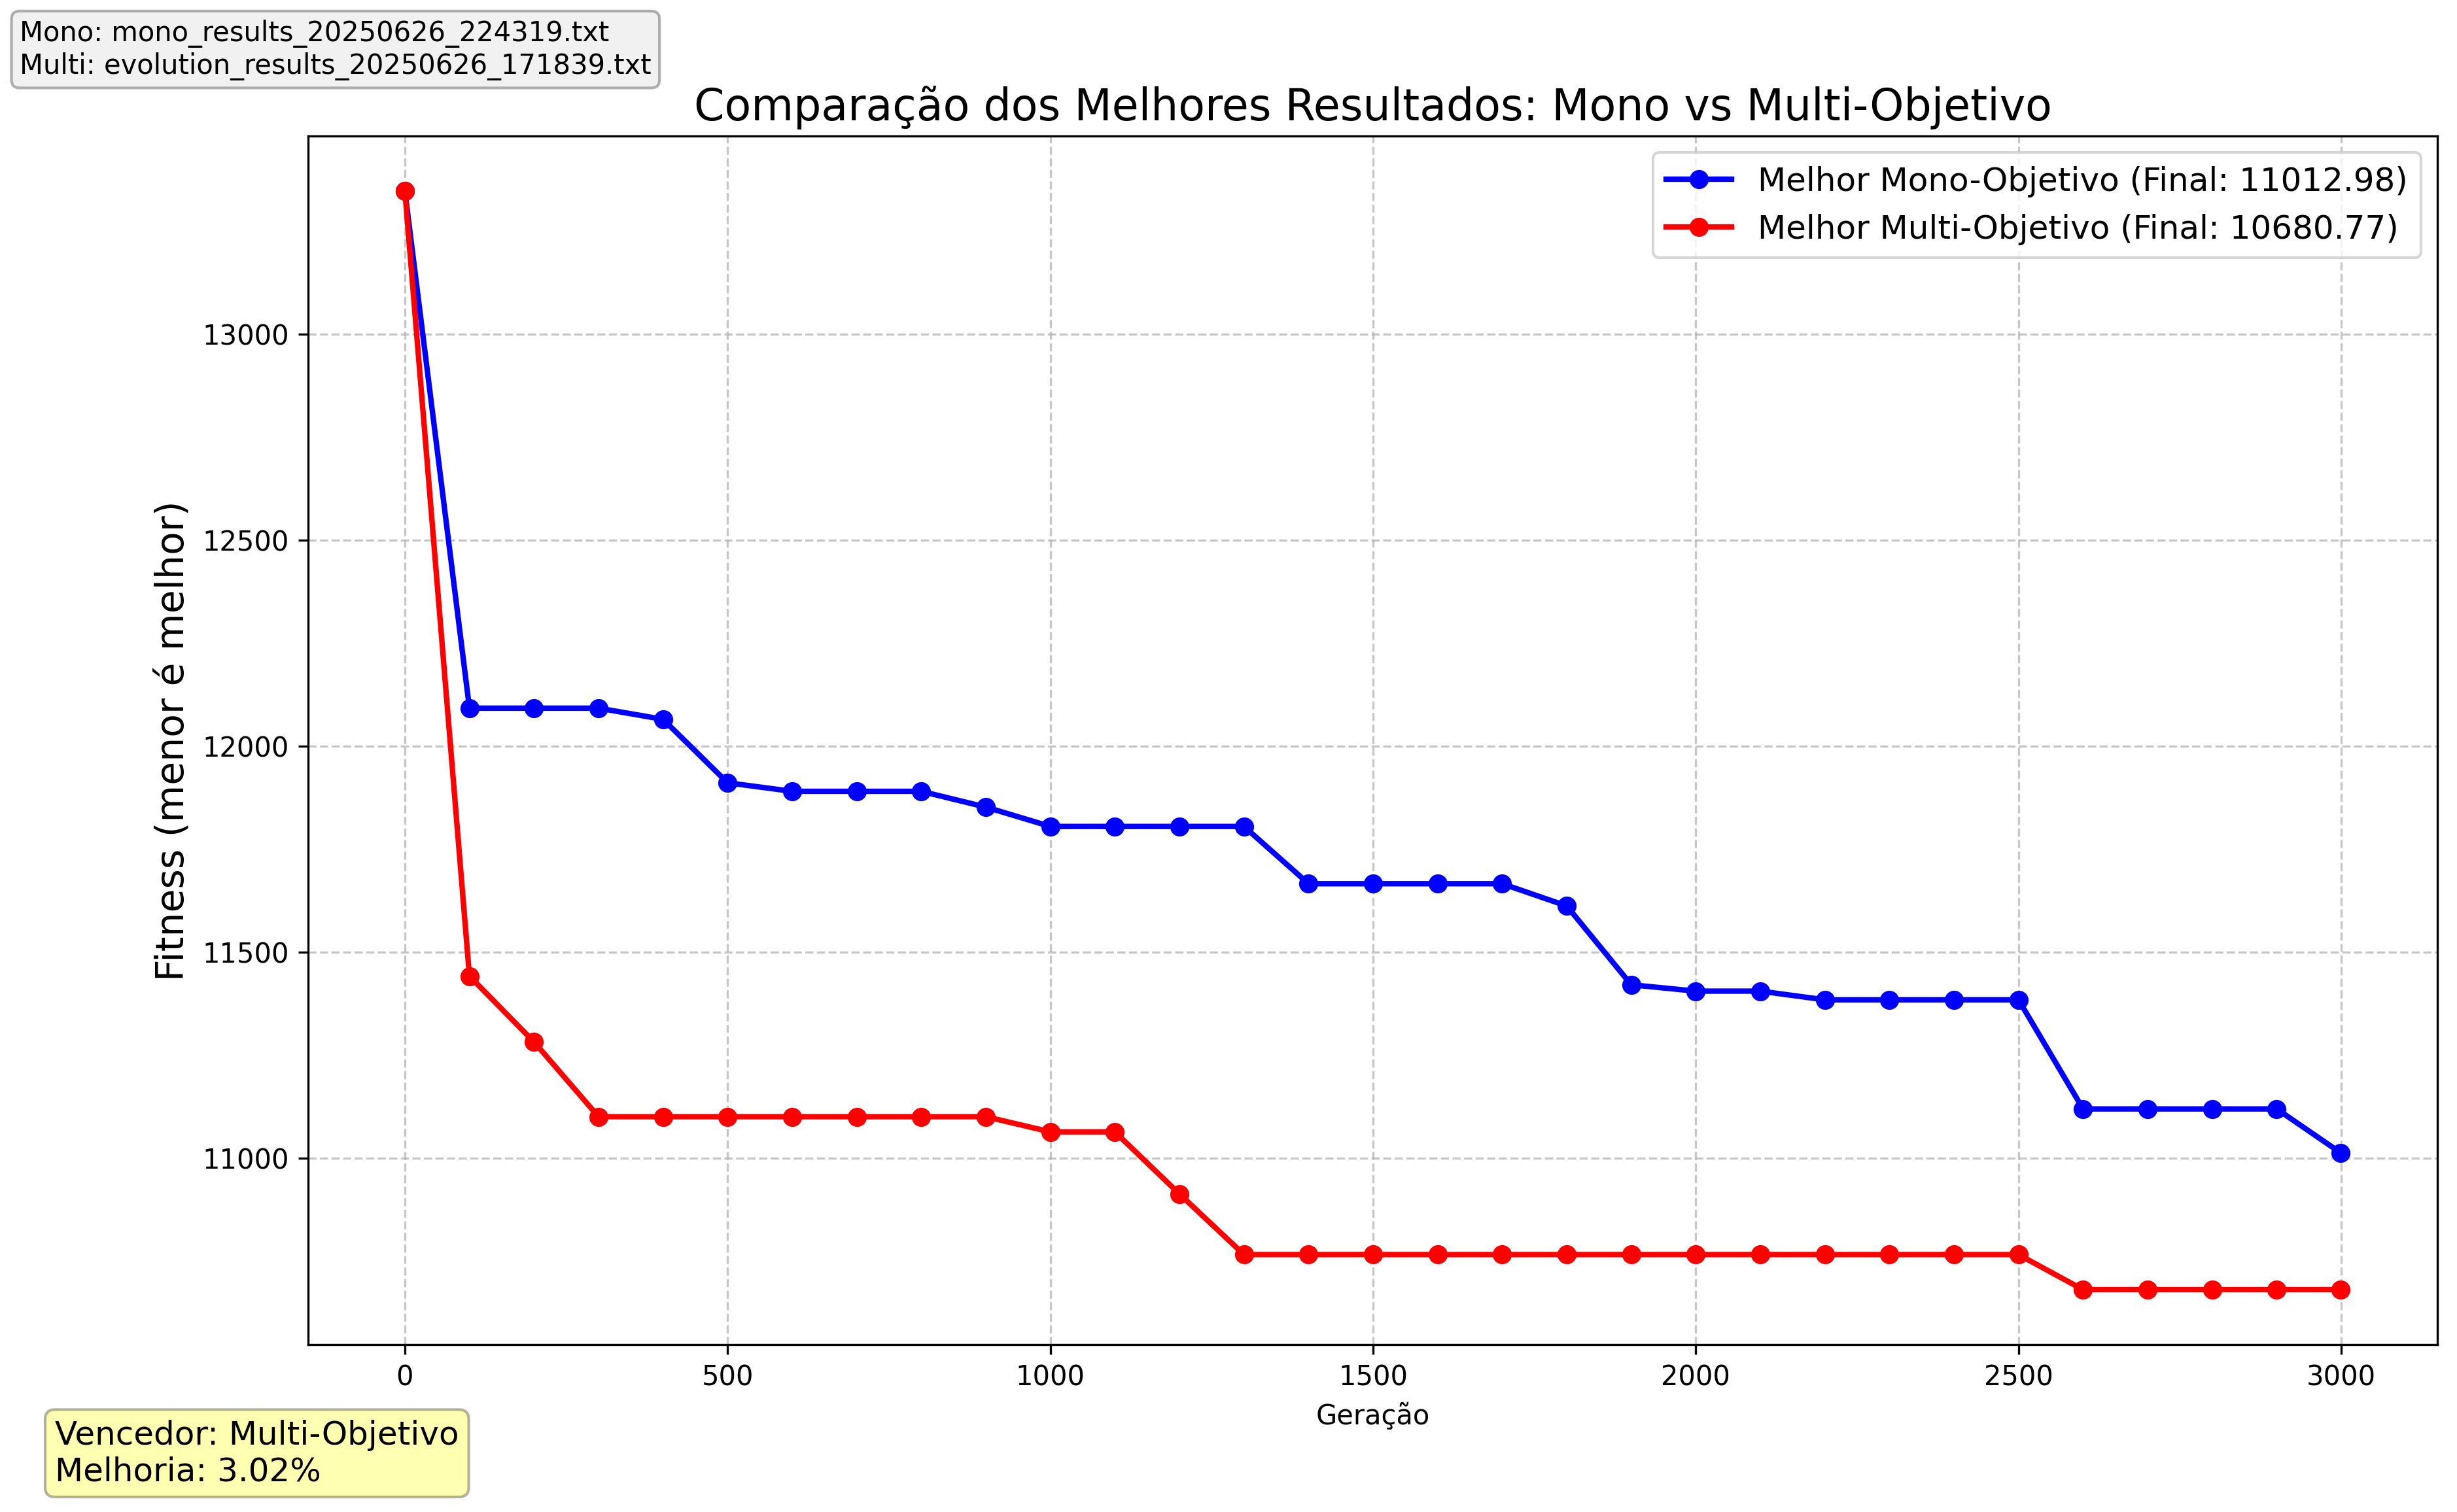 Mono: mono_results_20250626_224319.txt
Multi: evolution_results_20250626_171839.txt
Comparação dos Melhores Resultados: Mono vs Multi-Objetivo
Melhor Mono-Objetivo (Final: 11012.98)
Melhor Multi-Objetivo (Final: 10680.77)
Fitness (menor é melhor)
13000
12500
12000
11500
11000
0 500 1000 1500 2000 2500 3000
Geração
Vencedor: Multi-Objetivo
Melhoria: 3.02%